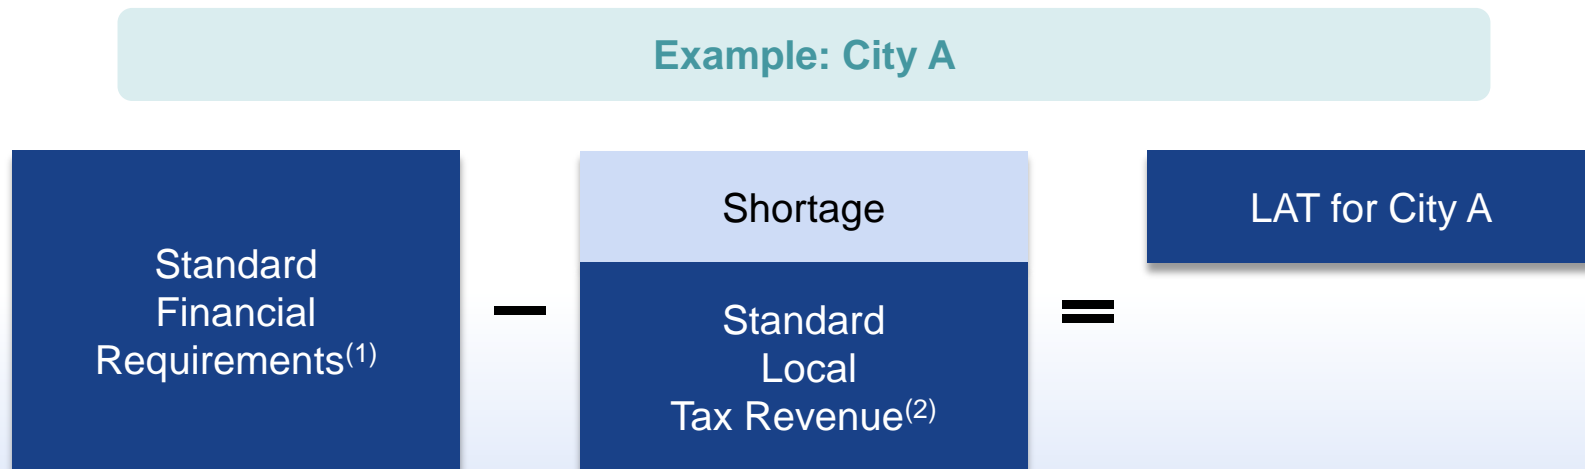 Example: City A
Standard
Financial
Requirements(1)
Shortage
Standard
Local
Tax Revenue(2)
LAT for City A